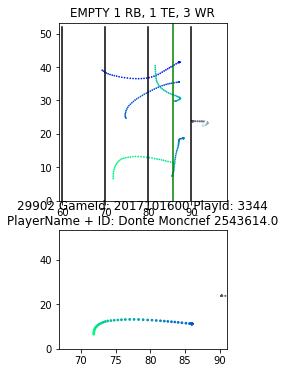 EMPTY 1 RB, 1 TE, 3 WR
50
40
30
20
10
0
60 70 80 90
29902 GameId: 2017101600 PlayId: 3344
PlayerName + ID: Donte Moncrief 2543614.0
40
20
0
70 75 80 85 90